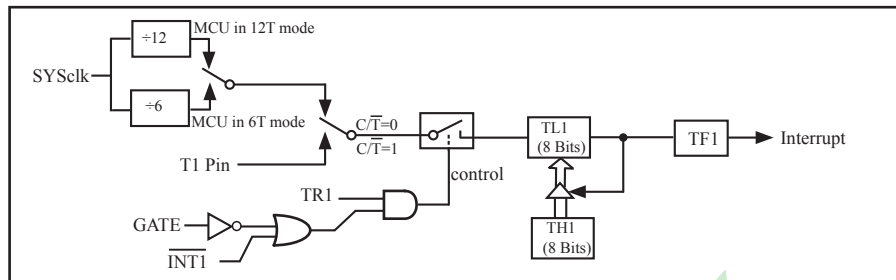 ÷12
MCU in 12T mode
SYSclk
÷6
MCU in 6T mode
C/T̅=0
C/T̅=1
T1 Pin
control
TL1
(8 Bits)
TF1
Interrupt
TR1
GATE
I̅N̅T̅1̅
TH1
(8 Bits)